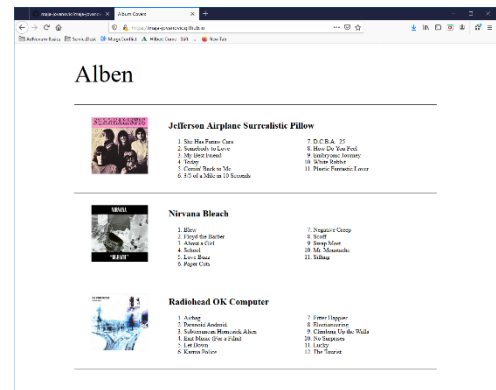 Album Covers
Alben
Jefferson Airplane Surrealistic Pillow
1. She Has Funny Cars
2. Somebody to Love
3. My Best Friend
4. Today
5. Comin' Back to Me
6. 3/5 of a Mile in 10 Seconds
7. D.C.B.A. 25
8. How Do You Feel
9. Embryonic Journey
10. White Rabbit
11. Plastic Fantastic Lover
NIRVANA
"BLEACH"
Nirvana Bleach
1. Blew
2. Floyd the Barber
3. About a Girl
4. School
5. Love Buzz
6. Paper Cuts
7. Negative Creep
8. Scoff
9. Swap Meet
10. Mr. Moustache
11. Sifting
Radiohead OK Computer
1. Airbag
2. Paranoid Android
3. Subterranean Homesick Alien
4. Exit Music (For a Film)
5. Let Down
6. Karma Police
7. Fitter Happier
8. Electioneering
9. Climbing Up the Walls
10. No Surprises
11. Lucky
12. The Tourist